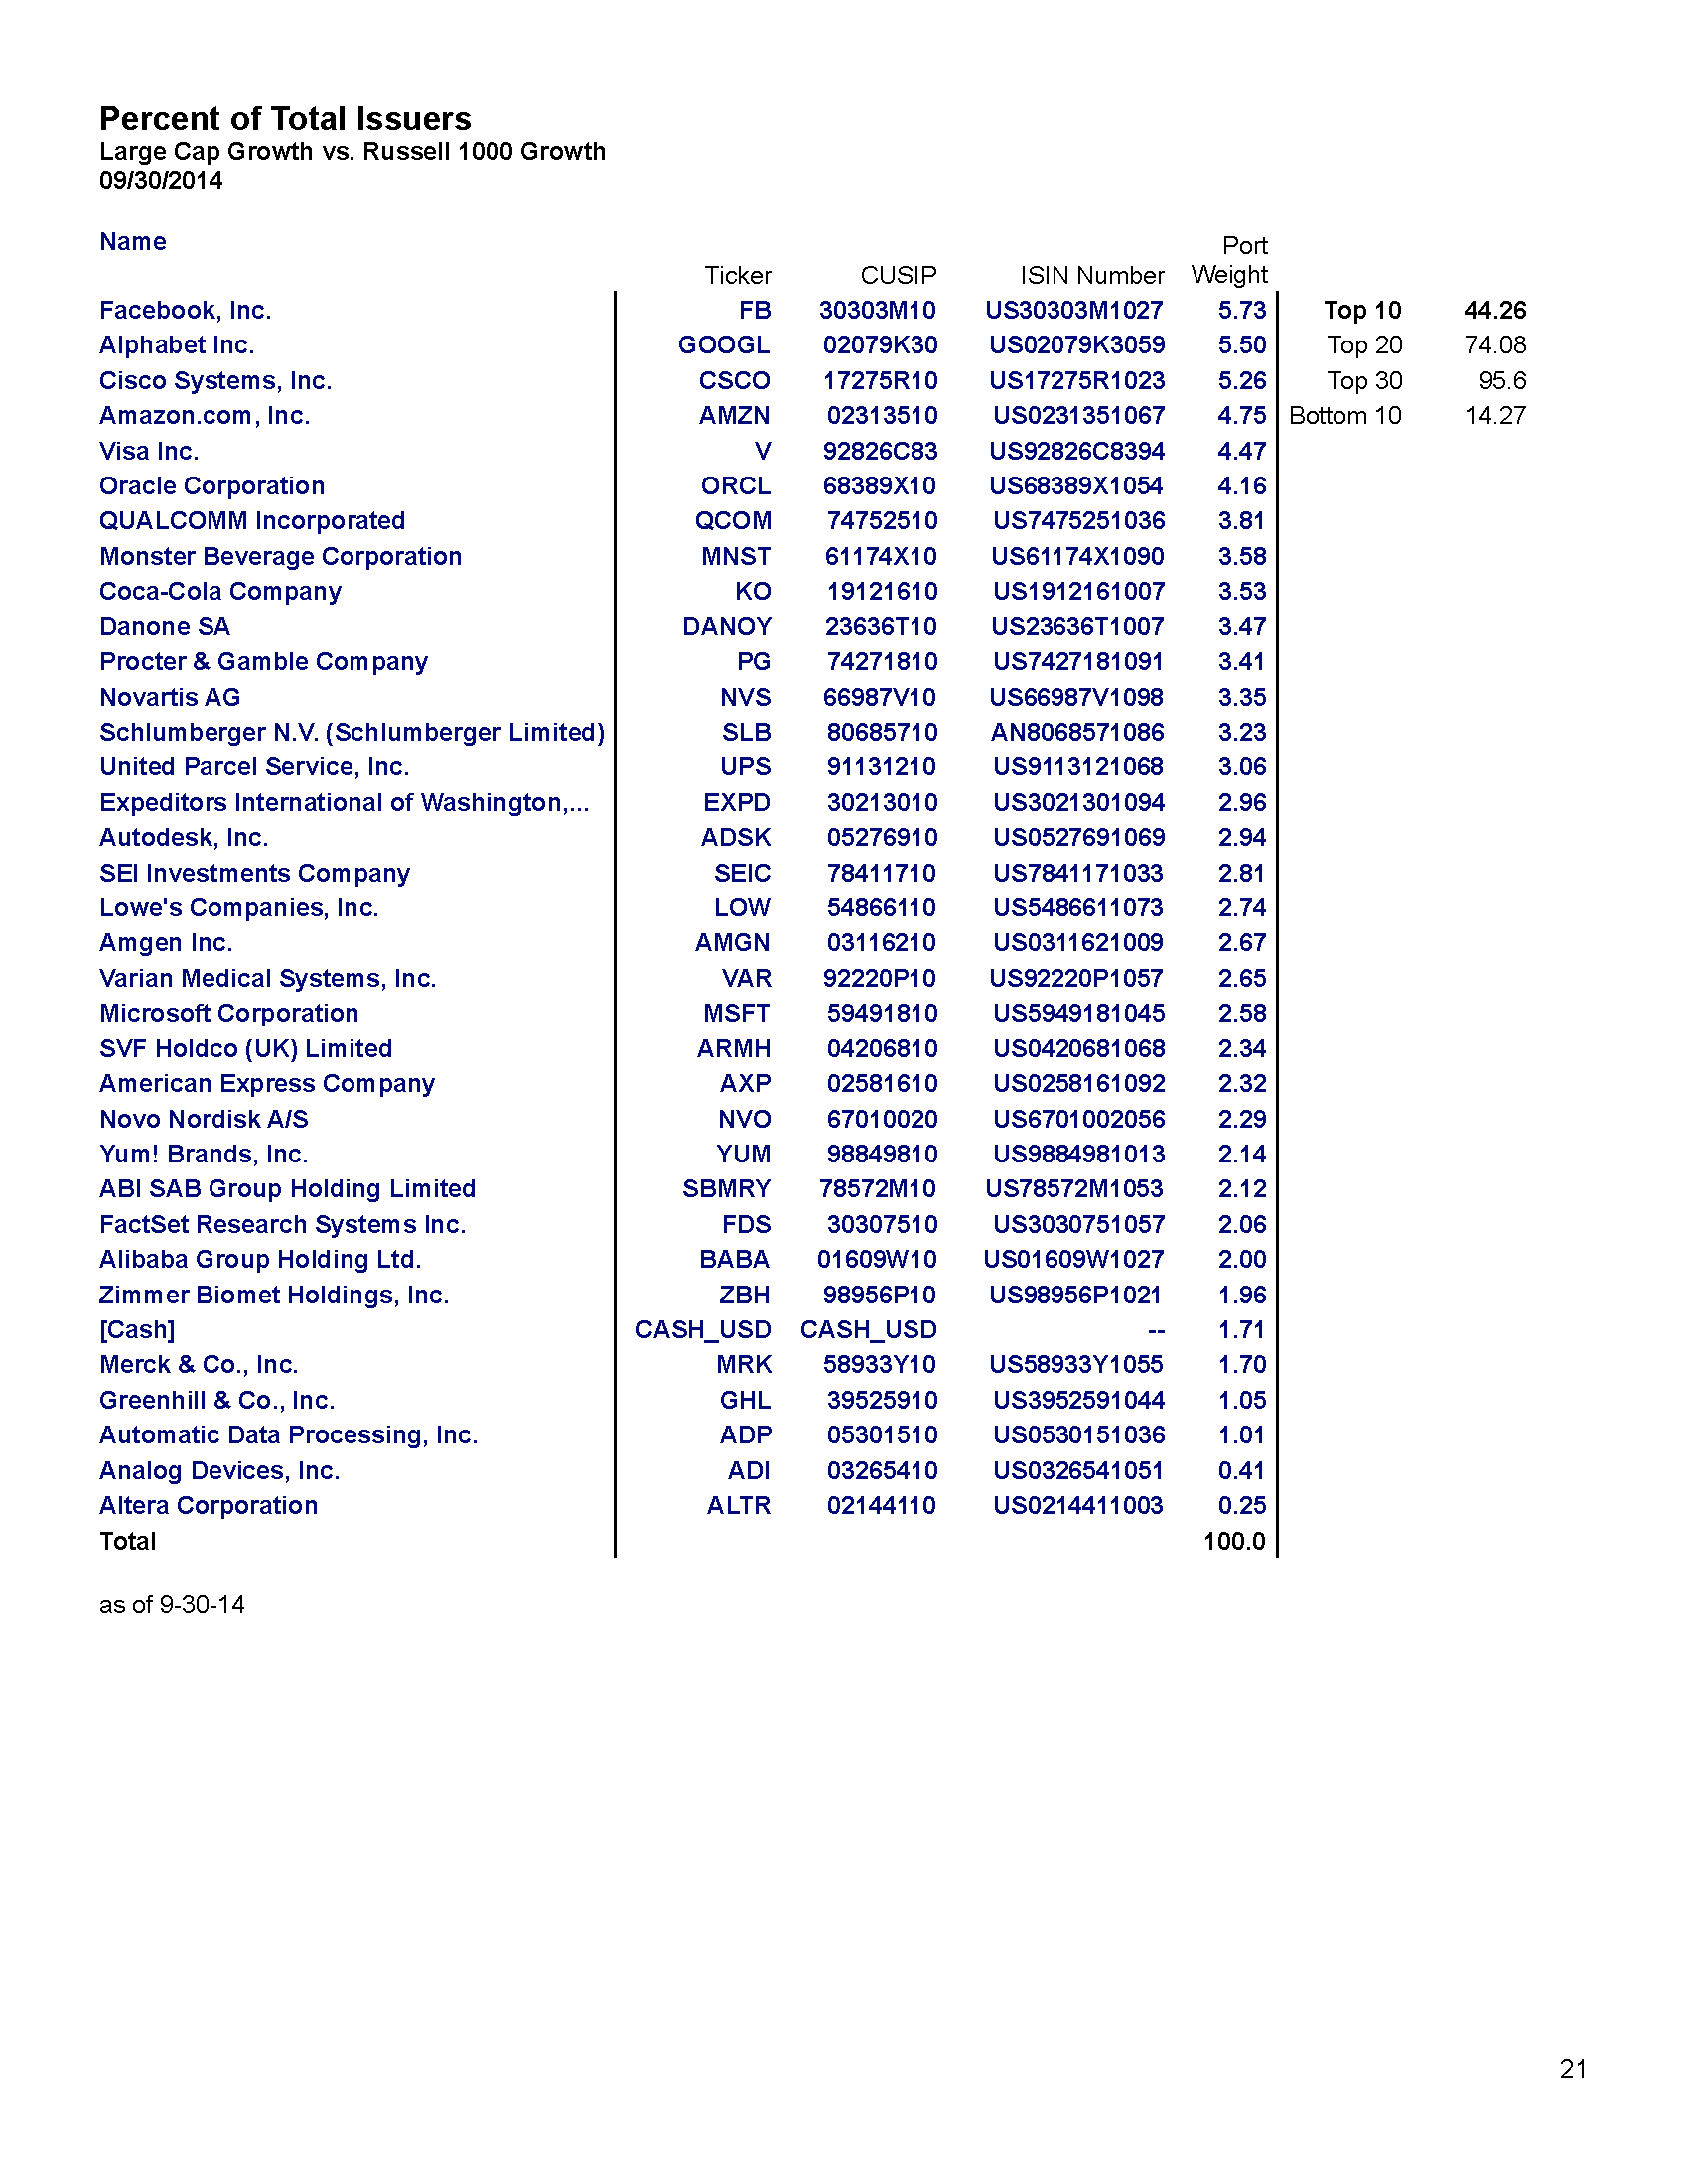 Percent of Total Issuers
Large Cap Growth vs. Russell 1000 Growth
09/30/2014
Name Ticker CUSIP ISIN Number Port Weight
Facebook, Inc. FB 30303M10 US30303M1027 5.73 Top 10 44.26
Alphabet Inc. GOOGL 02079K30 US02079K3059 5.50 Top 20 74.08
Cisco Systems, Inc. CSCO 17275R10 US17275R1023 5.26 Top 30 95.6
Amazon.com, Inc. AMZN 02313510 US0231351067 4.75 Bottom 10 14.27
Visa Inc. V 92826C83 US92826C8394 4.47
Oracle Corporation ORCL 68389X10 US68389X1054 4.16
QUALCOMM Incorporated QCOM 74752510 US7475251036 3.81
Monster Beverage Corporation MNST 61174X10 US61174X1090 3.58
Coca-Cola Company KO 19121610 US1912161007 3.53
Danone SA DANOY 23636T10 US23636T1007 3.47
Procter & Gamble Company PG 74271810 US7427181091 3.41
Novartis AG NVS 66987V10 US66987V1098 3.35
Schlumberger N.V. (Schlumberger Limited) SLB 80685710 AN8068571086 3.23
United Parcel Service, Inc. UPS 91131210 US9113121068 3.06
Expeditors International of Washington,... EXPD 30213010 US3021301094 2.96
Autodesk, Inc. ADSK 05276910 US0527691069 2.94
SEI Investments Company SEIC 78411710 US7841171033 2.81
Lowe's Companies, Inc. LOW 54866110 US5486611073 2.74
Amgen Inc. AMGN 03116210 US0311621009 2.67
Varian Medical Systems, Inc. VAR 92220P10 US92220P1057 2.65
Microsoft Corporation MSFT 59491810 US5949181045 2.58
SVF Holdco (UK) Limited ARMH 04206810 US0420681068 2.34
American Express Company AXP 02581610 US0258161092 2.32
Novo Nordisk A/S NVO 67010020 US6701002056 2.29
Yum! Brands, Inc. YUM 98849810 US9884981013 2.14
ABI SAB Group Holding Limited SBMRY 78572M10 US78572M1053 2.12
FactSet Research Systems Inc. FDS 30307510 US3030751057 2.06
Alibaba Group Holding Ltd. BABA 01609W10 US01609W1027 2.00
Zimmer Biomet Holdings, Inc. ZBH 98956P10 US98956P1021 1.96
[Cash] CASH_USD CASH_USD -- 1.71
Merck & Co., Inc. MRK 58933Y10 US58933Y1055 1.70
Greenhill & Co., Inc. GHL 39525910 US3952591044 1.05
Automatic Data Processing, Inc. ADP 05301510 US0530151036 1.01
Analog Devices, Inc. ADI 03265410 US0326541051 0.41
Altera Corporation ALTR 02144110 US0214411003 0.25
Total 100.0
as of 9-30-14
21